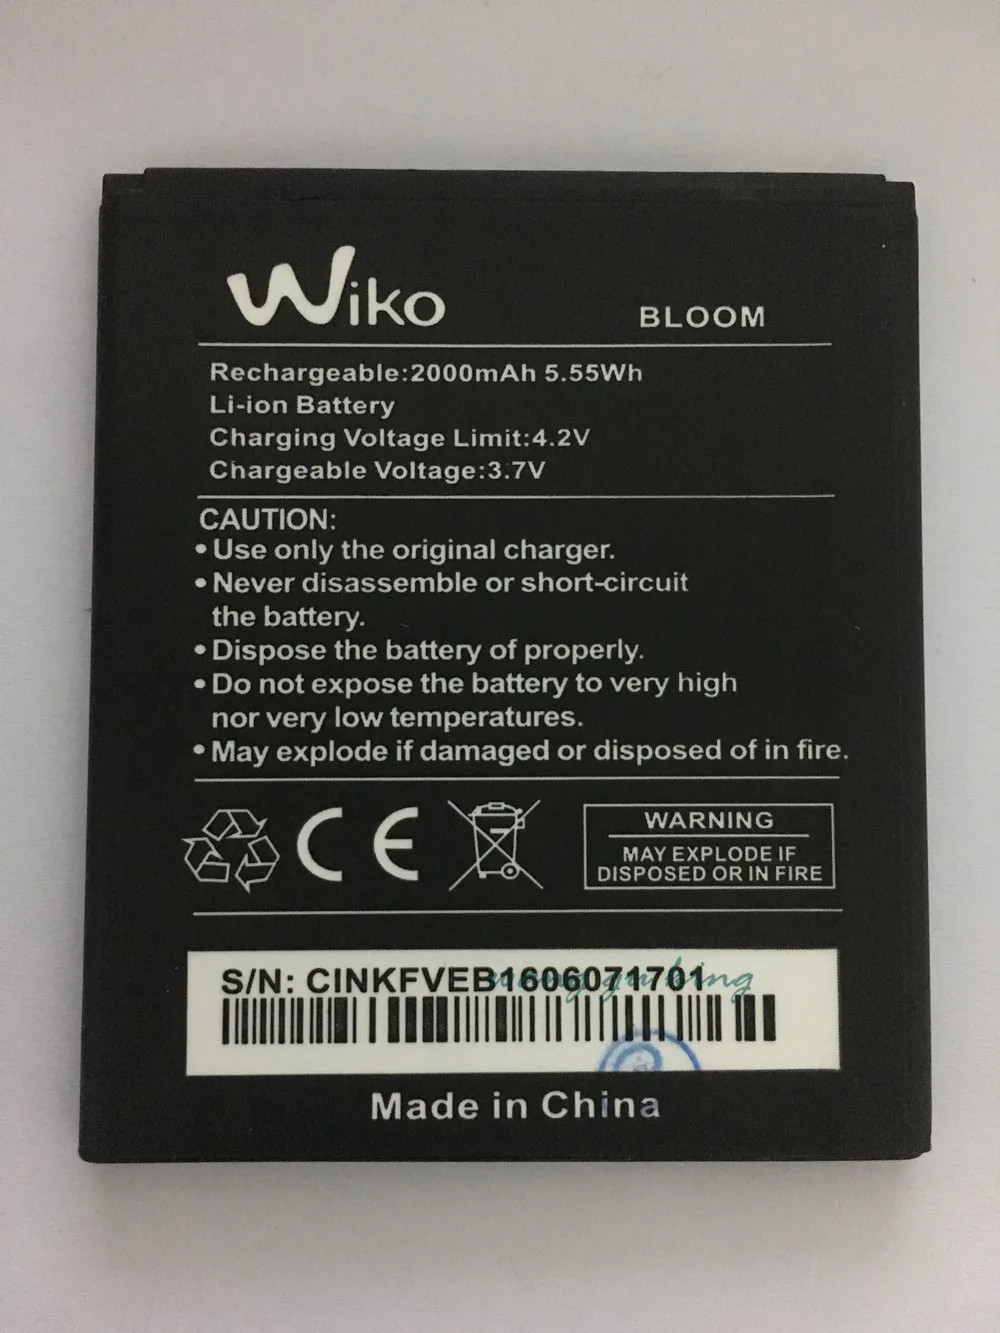 Wiko
BLOOM
Rechargeable:2000mAh 5.55Wh
Li-ion Battery
Charging Voltage Limit:4.2V
Chargeable Voltage:3.7V
CAUTION:
• Use only the original charger.
• Never disassemble or short-circuit
the battery.
• Dispose the battery of properly.
• Do not expose the battery to very high
nor very low temperatures.
• May explode if damaged or disposed of in fire.
CE
WARNING
MAY EXPLODE IF
DISPOSED OR IN FIRE
S/N: CINKFVEB1606071701
Made in China